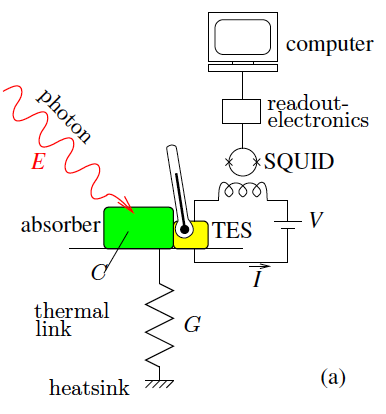 computer
readout-
electronics
photon
E
SQUID
absorber
TES
V
C
I
thermal
link
G
heatsink
(a)